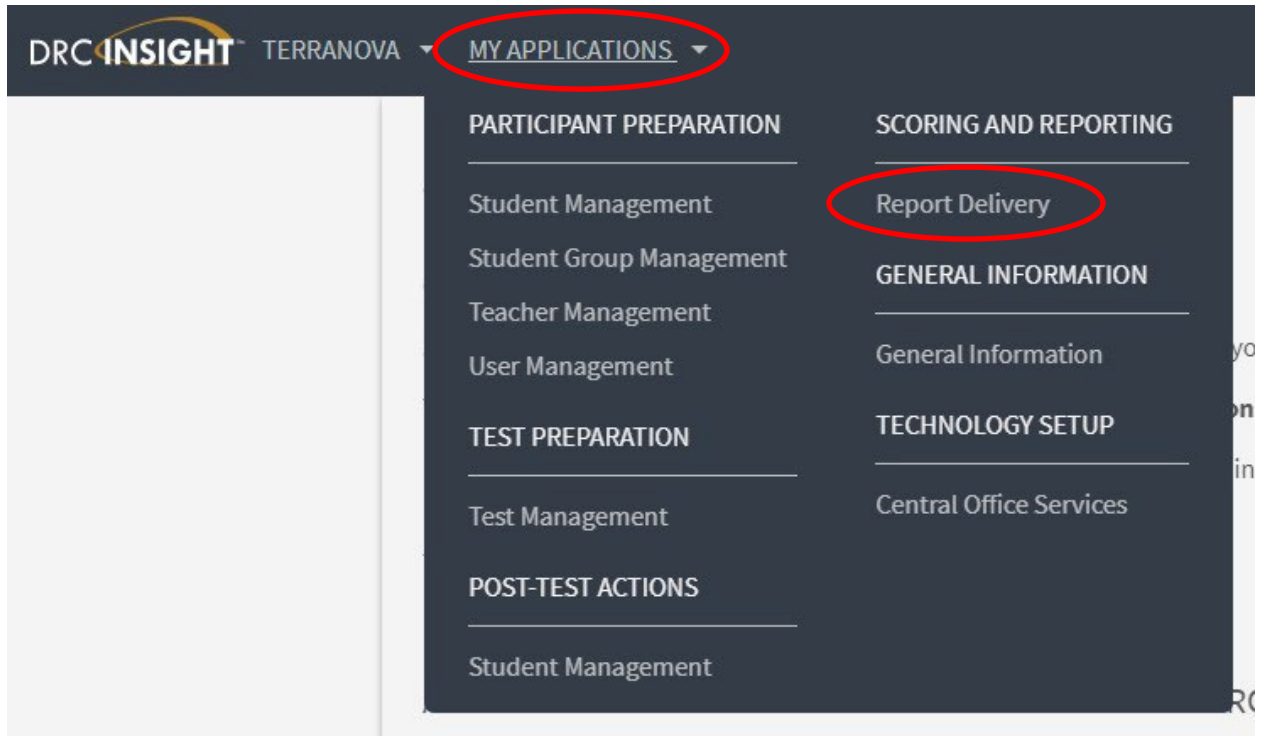 DRC INSIGHT TERRANOVA MY APPLICATIONS
PARTICIPANT PREPARATION
Student Management
Student Group Management
Teacher Management
User Management
TEST PREPARATION
Test Management
POST-TEST ACTIONS
Student Management
SCORING AND REPORTING
Report Delivery
GENERAL INFORMATION
General Information
TECHNOLOGY SETUP
Central Office Services